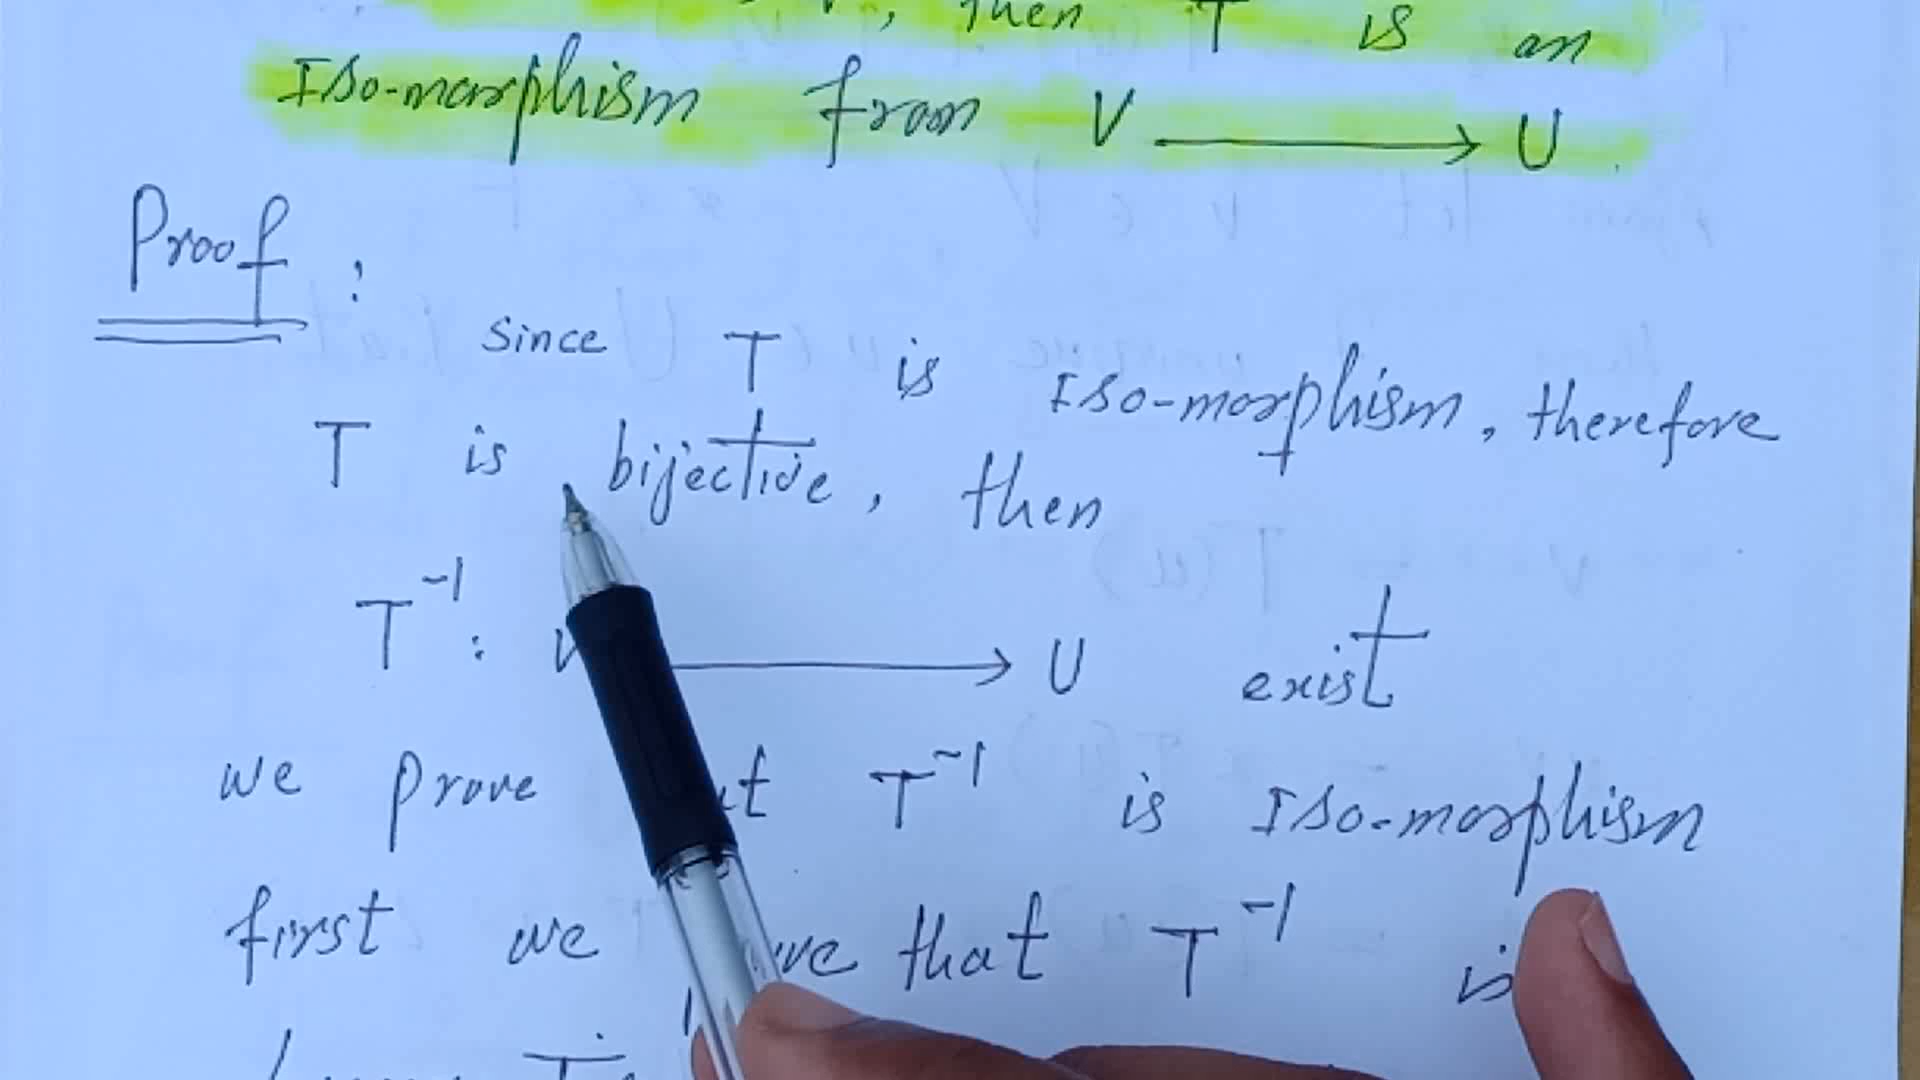 , then T is an
Iso-morphism from V → U.
Proof :
since T is Iso-morphism, therefore
T is bijective, then
T⁻¹ : V → U exist
we prove T⁻¹ is Iso-morphism
first we that T⁻¹ is